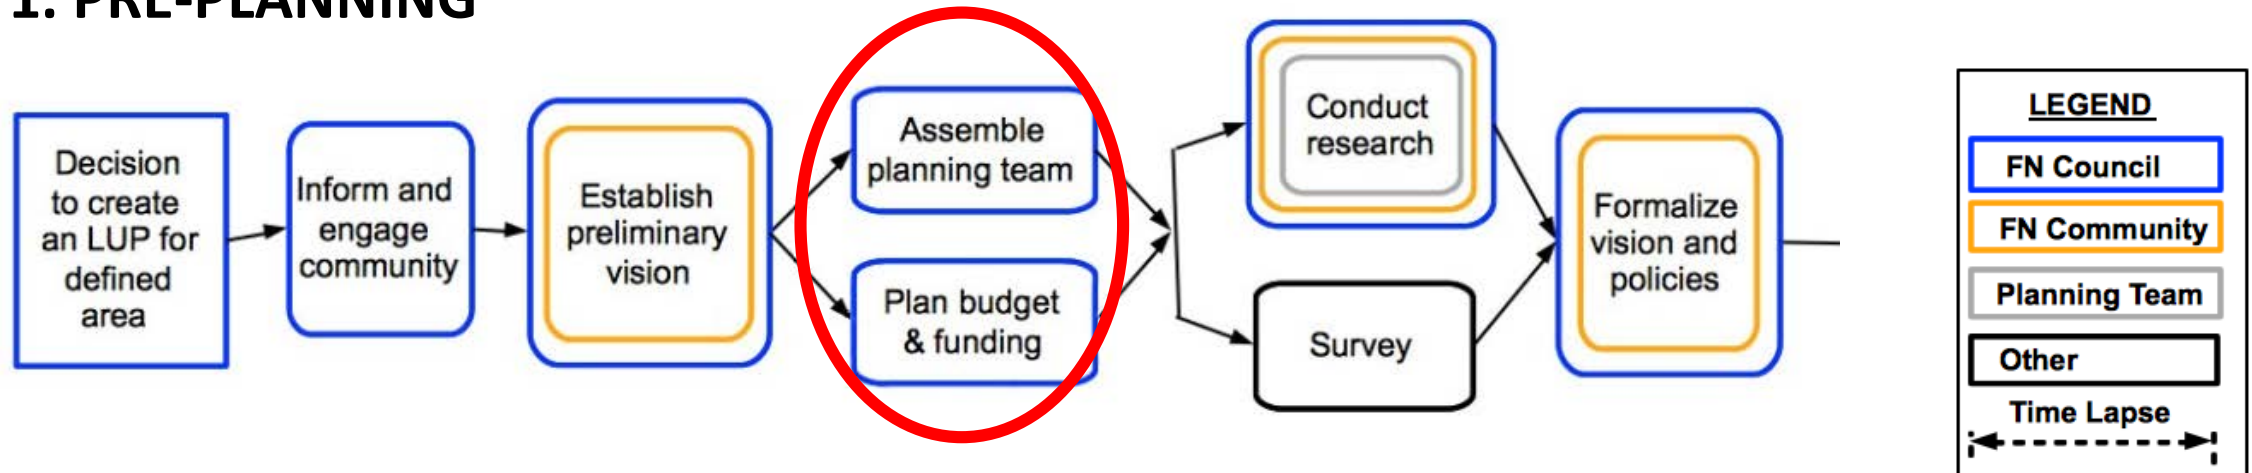 1. PRE-PLANNING
Decision
to create
an LUP for
defined
area
Inform and
engage
community
Establish
preliminary
vision
Assemble
planning team
Plan budget
& funding
Conduct
research
Survey
Formalize
vision and
policies
LEGEND
FN Council
FN Community
Planning Team
Other
Time Lapse